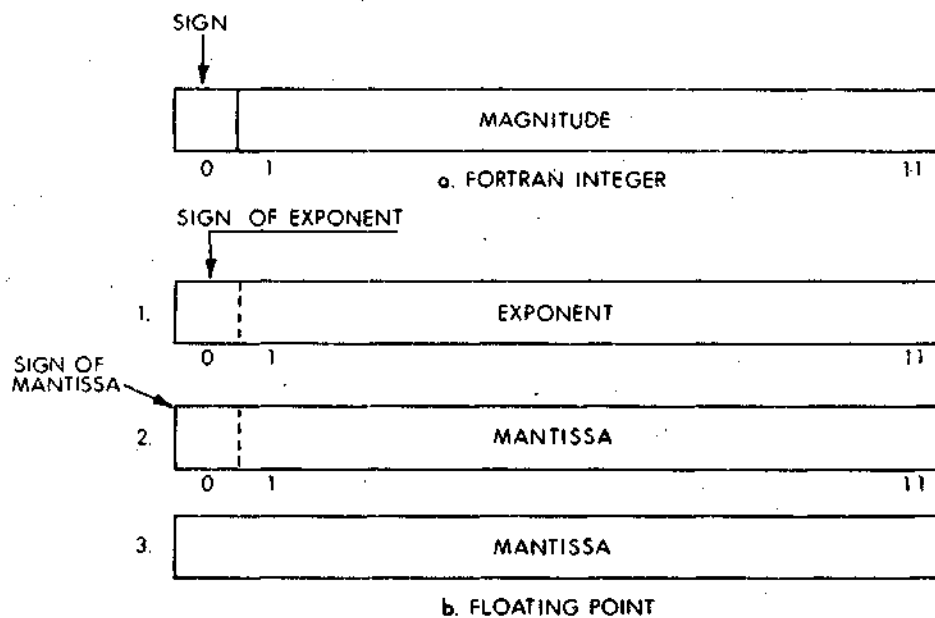 SIGN
MAGNITUDE
0 1 11
a. FORTRAN INTEGER
SIGN OF EXPONENT
1. EXPONENT
0 1 11
SIGN OF
MANTISSA
2. MANTISSA
0 1 11
3. MANTISSA
b. FLOATING POINT